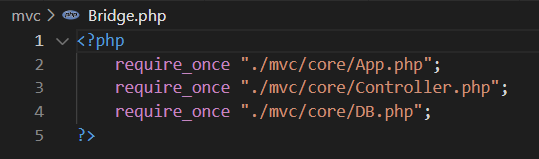 mvc > Bridge.php
1 <?php
2 require_once "./mvc/core/App.php";
3 require_once "./mvc/core/Controller.php";
4 require_once "./mvc/core/DB.php";
5 ?>